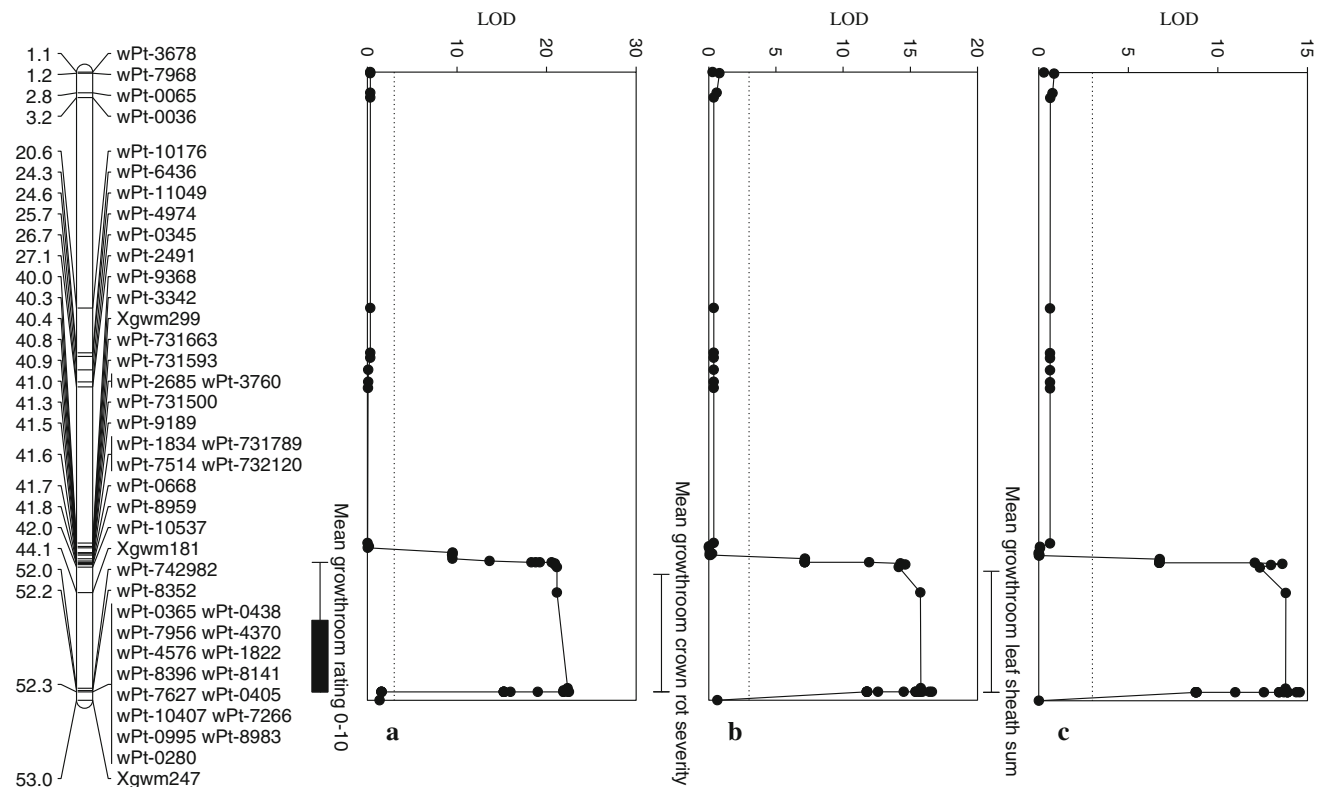 LOD
LOD
LOD
0 10 20 30
0 5 10 15 20
0 5 10 15
1.1 wPt-3678
1.2 wPt-7968
2.8 wPt-0065
3.2 wPt-0036
20.6 wPt-10176
24.3 wPt-6436
24.6 wPt-11049
25.7 wPt-4974
26.7 wPt-0345
27.1 wPt-2491
40.0 wPt-9368
40.3 wPt-3342
40.4 Xgwm299
40.8 wPt-731663
40.9 wPt-731593
41.0 wPt-2685 wPt-3760
41.3 wPt-731500
41.5 wPt-9189
wPt-1834 wPt-731789
41.6
wPt-7514 wPt-732120
41.7 wPt-0668
41.8 wPt-8959
42.0 wPt-10537
44.1 Xgwm181
52.0 wPt-742982
52.2 wPt-8352
wPt-0365 wPt-0438
wPt-7956 wPt-4370
wPt-4576 wPt-1822
wPt-8396 wPt-8141
52.3 wPt-7627 wPt-0405
wPt-10407 wPt-7266
wPt-0995 wPt-8983
wPt-0280
53.0 Xgwm247
Mean growthroom rating 0-10
a
Mean growthroom crown rot severity
b
Mean growthroom leaf sheath sum
c